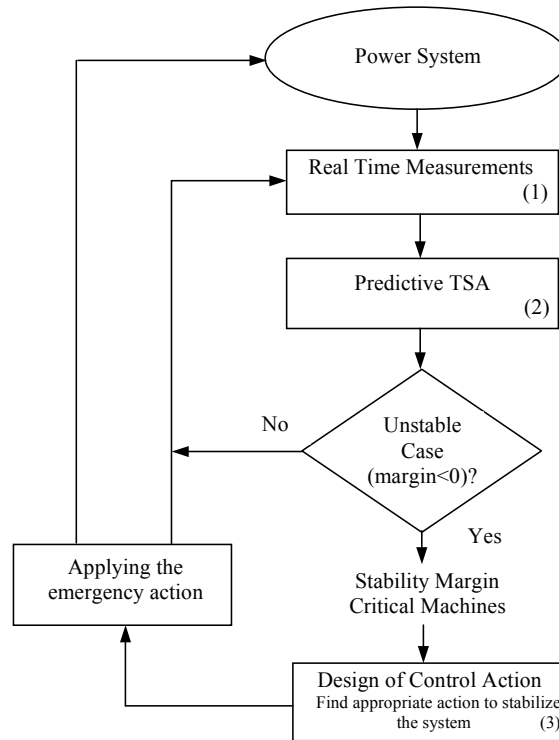 Power System
Real Time Measurements
(1)
Predictive TSA
(2)
No
Unstable
Case
(margin<0)?
Yes
Applying the
emergency action
Stability Margin
Critical Machines
Design of Control Action
Find appropriate action to stabilize
the system
(3)